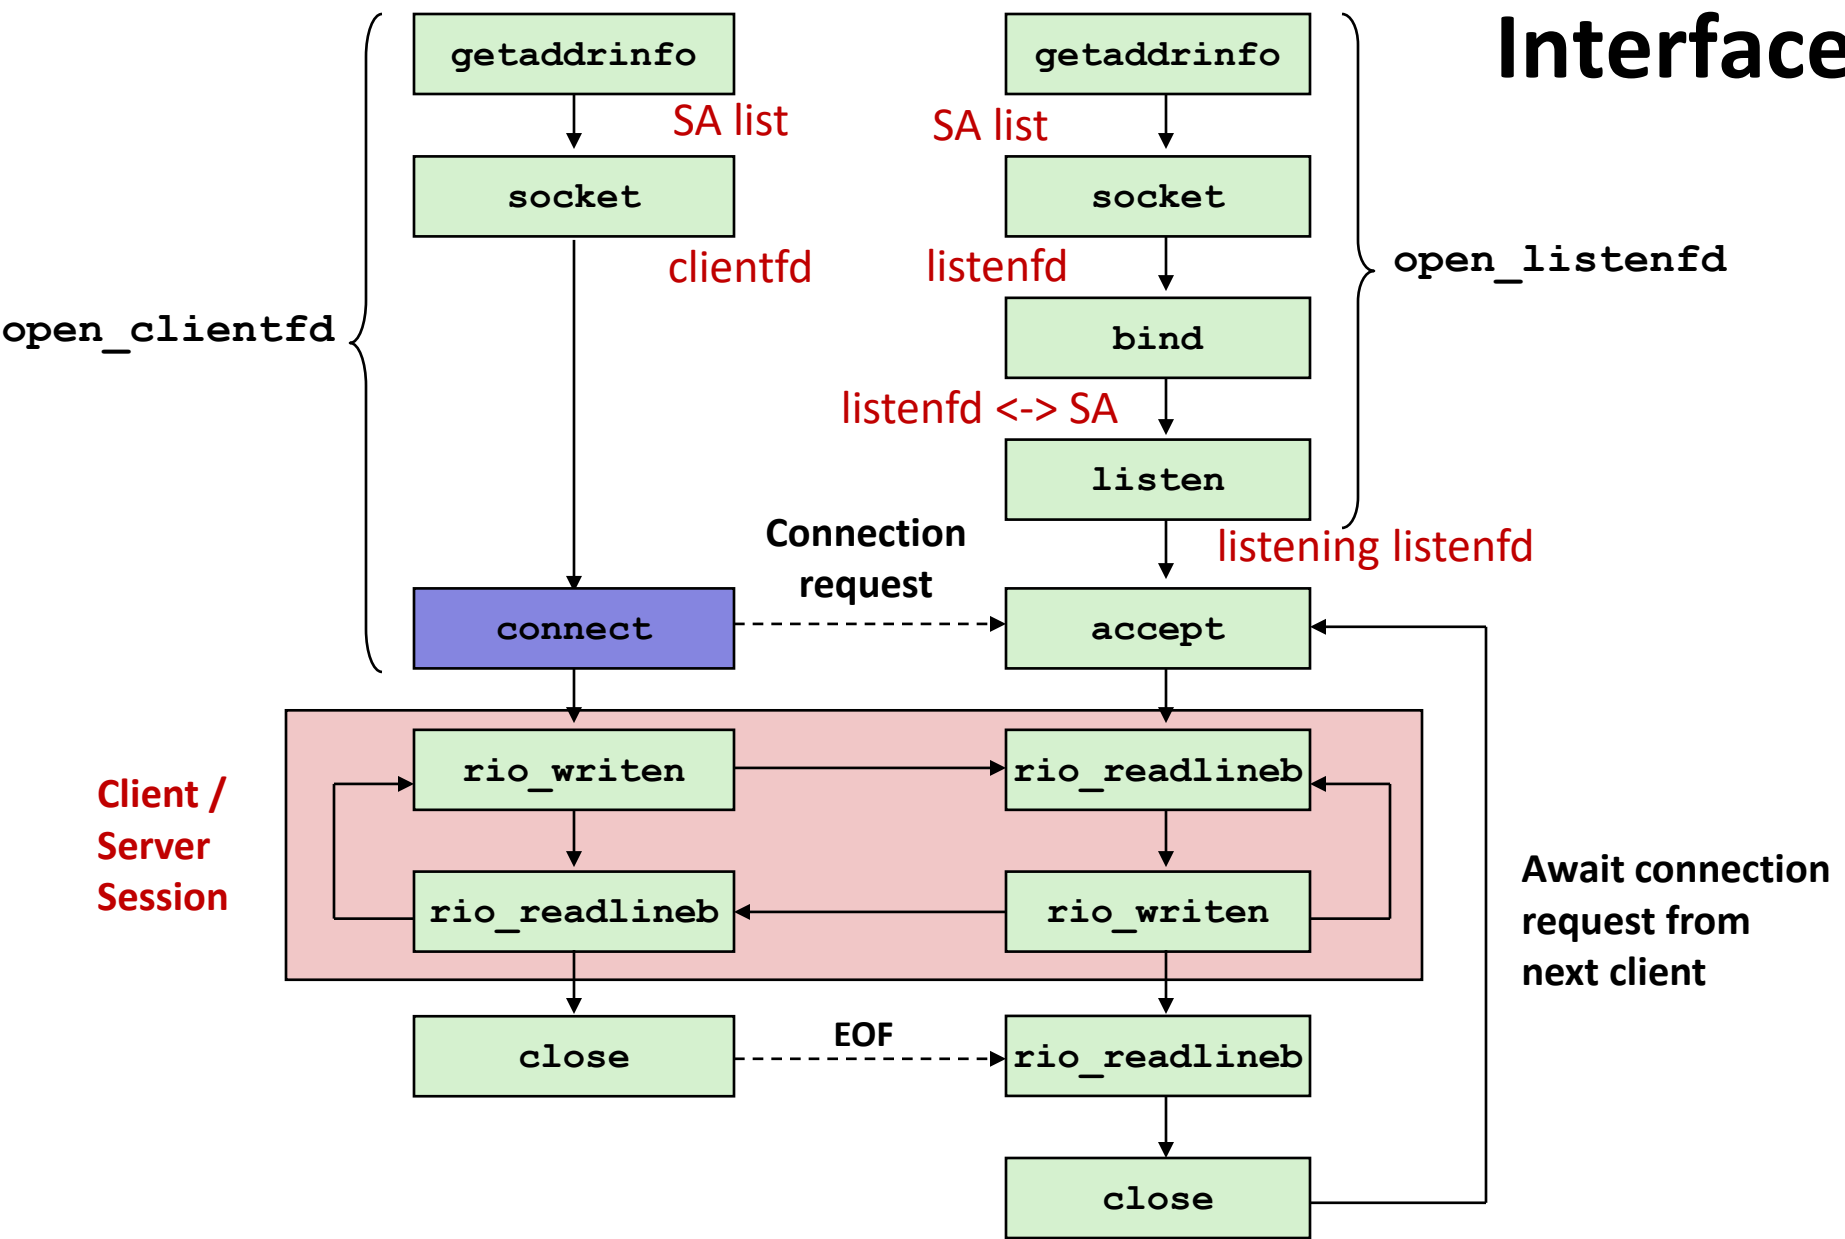 Interface
getaddrinfo
getaddrinfo
SA list
SA list
socket
socket
clientfd
listenfd
open_listenfd
open_clientfd
bind
listenfd <-> SA
listen
Connection
request
listening listenfd
connect
accept
Client /
Server
Session
rio_writen
rio_readlineb
rio_readlineb
rio_writen
Await connection
request from
next client
close
EOF
rio_readlineb
close